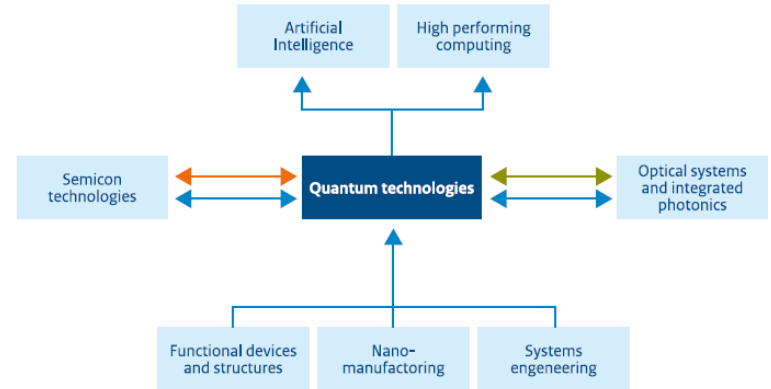 Artificial
Intelligence
High performing
computing
Semicon
technologies
Quantum technologies
Optical systems
and integrated
photonics
Functional devices
and structures
Nano-
manufactoring
Systems
engeneering